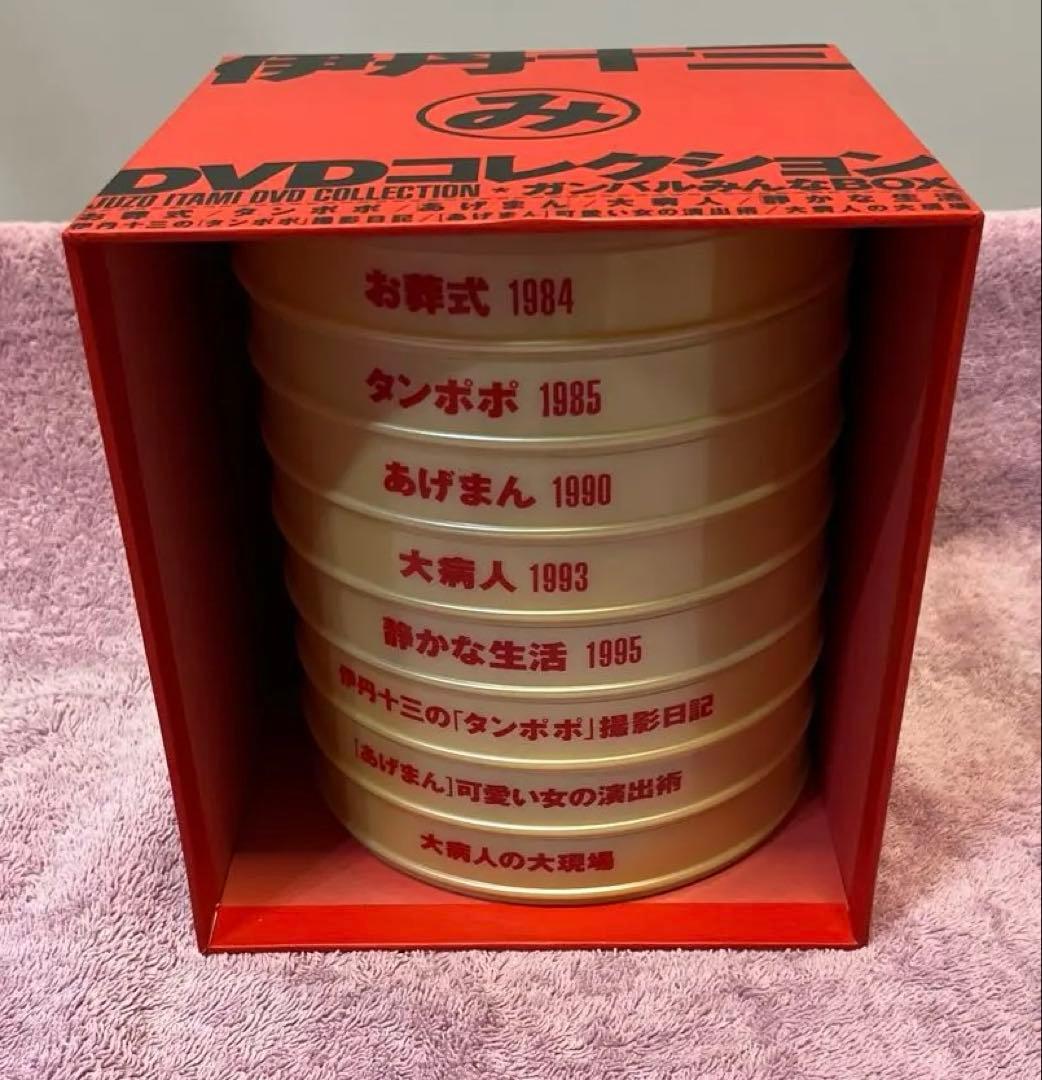 伊丹十三
み
DVDコレクション
JUZO ITAMI DVD COLLECTION ★ ガンバルみんなBOX
お葬式/タンポポ/あげまん/大病人/静かな生活
伊丹十三の「タンポポ」撮影日記/[あげまん]可愛い女の演出術/大病人の大現場
お葬式 1984
タンポポ 1985
あげまん 1990
大病人 1993
静かな生活 1995
伊丹十三の「タンポポ」撮影日記
[あげまん]可愛い女の演出術
大病人の大現場